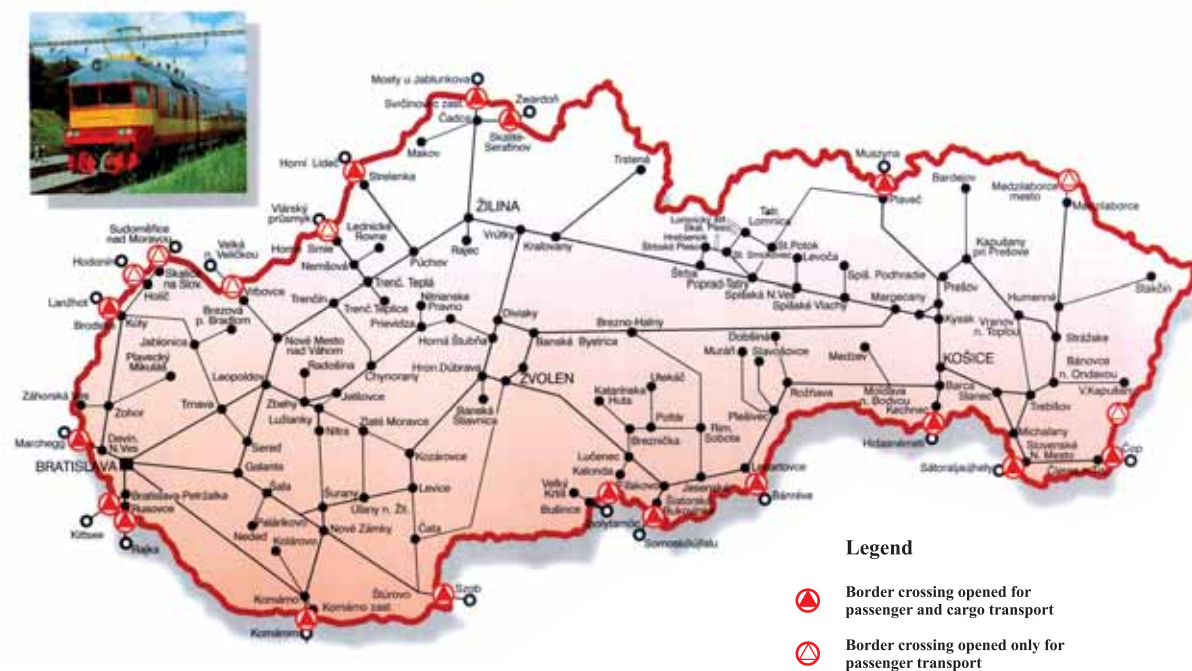 Mosty u Jablunkova
Svrčinovec zast.
Zwardoň
Čadca
Skalité-
Serafinov
Makov
Horní Lideč
Strelenka
Trstená
Muszyna
Plaveč
Bardejov
Medzilaborce
mesto
Medzilaborce
Vlárský
průsmyk
Lednické
Rovne
Horné
Srnie
Nemšová
Púchov
ŽILINA
Rajec
Vrútky
Kraľovany
Tatr.
Lomnica
Štrba
Poprad-Tatry
St.Potok
Levoča
Spišská N.Ves
Spiš. Podhradie
Spišské Vlachy
Margecany
Kapušany
pri Prešove
Prešov
Kysak
Humenné
Stakčín
Strážske
Vranov
n. Topľou
Bánovce
n. Ondavou
V.Kapušany
Sudoměřice
nad Moravou
Velká
n. Veličkou
Hodonín
Skalica
na Slov.
Holíč
Lanžhot
Brodské
Kúty
Vrbovce
Brezová
p. Bradlom
Jablonica
Plavecký
Mikuláš
Trenčín
Trenč. Teplá
Trenč. Teplice
Nitrianske
Pravno
Prievidza
Nové Mesto
nad Váhom
Radošina
Chynorany
Jelšovce
Leopoldov
Zbehy
Lužianky
Nitra
Zlaté Moravce
Horná Štubňa
Diviaky
Banská
Bystrica
Brezno-Halny
Hron.Dúbrava
ZVOLEN
Banská
Štiavnica
Dobšiná
Muráň
Slavošovce
Medzev
Moldava
n. Bodvou
Rožňava
Plešivec
KOŠICE
Barca
Kechnec
Hidasnémeti
Slanec
Trebišov
Michaľany
Slovenské
N. Mesto
Sátoraljaújhely
Čop
Záhorská Ves
Zohor
Marchegg
Devín.
N.Ves
BRATISLAVA
Bratislava-Petržalka
Rusovce
Kittsee
Rajka
Trnava
Sereď
Galanta
Šaľa
Neded
Palárikovo
Kolárovo
Šurany
Úľany n. Žit.
Nové Zámky
Kozárovce
Levice
Čata
Štúrovo
Szob
Komárno
Komárno zast.
Komárom
Katarínska
Huta
Utekáč
Poltár
Breznička
Rim.
Sobota
Lučenec
Kalonda
Fiľakovo
Jesenské
Lenartovce
Bánréve
Veľký
Krtíš
Bušince
Somoskőújfalu
Legend
Border crossing opened for
passenger and cargo transport
Border crossing opened only for
passenger transport